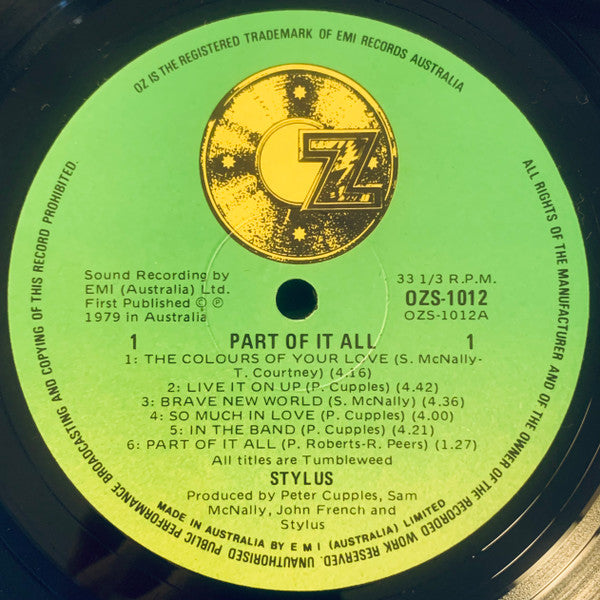 OZ IS THE REGISTERED TRADEMARK OF EMI RECORDS AUSTRALIA
OZ
Sound Recording by
EMI (Australia) Ltd.
First Published © ℗
1979 in Australia
33 1/3 R.P.M.
OZS-1012
OZS-1012A
1 PART OF IT ALL 1
1: THE COLOURS OF YOUR LOVE (S. McNALLY-
T. Courtney) (4.16)
2: LIVE IT ON UP (P. Cupples) (4.42)
3: BRAVE NEW WORLD (S. McNally) (4.36)
4: SO MUCH IN LOVE (P. Cupples) (4.00)
5: IN THE BAND (P. Cupples) (4.21)
6: PART OF IT ALL (P. Roberts-R. Peers) (1.27)
All titles are Tumbleweed
STYLUS
Produced by Peter Cupples, Sam
McNally, John French and
Stylus
MADE IN AUSTRALIA BY E M I (AUSTRALIA) LIMITED
ALL RIGHTS OF THE MANUFACTURER AND OF THE OWNER OF THE RECORDED WORK RESERVED. UNAUTHORISED PUBLIC PERFORMANCE BROADCASTING AND COPYING OF THIS RECORD PROHIBITED.